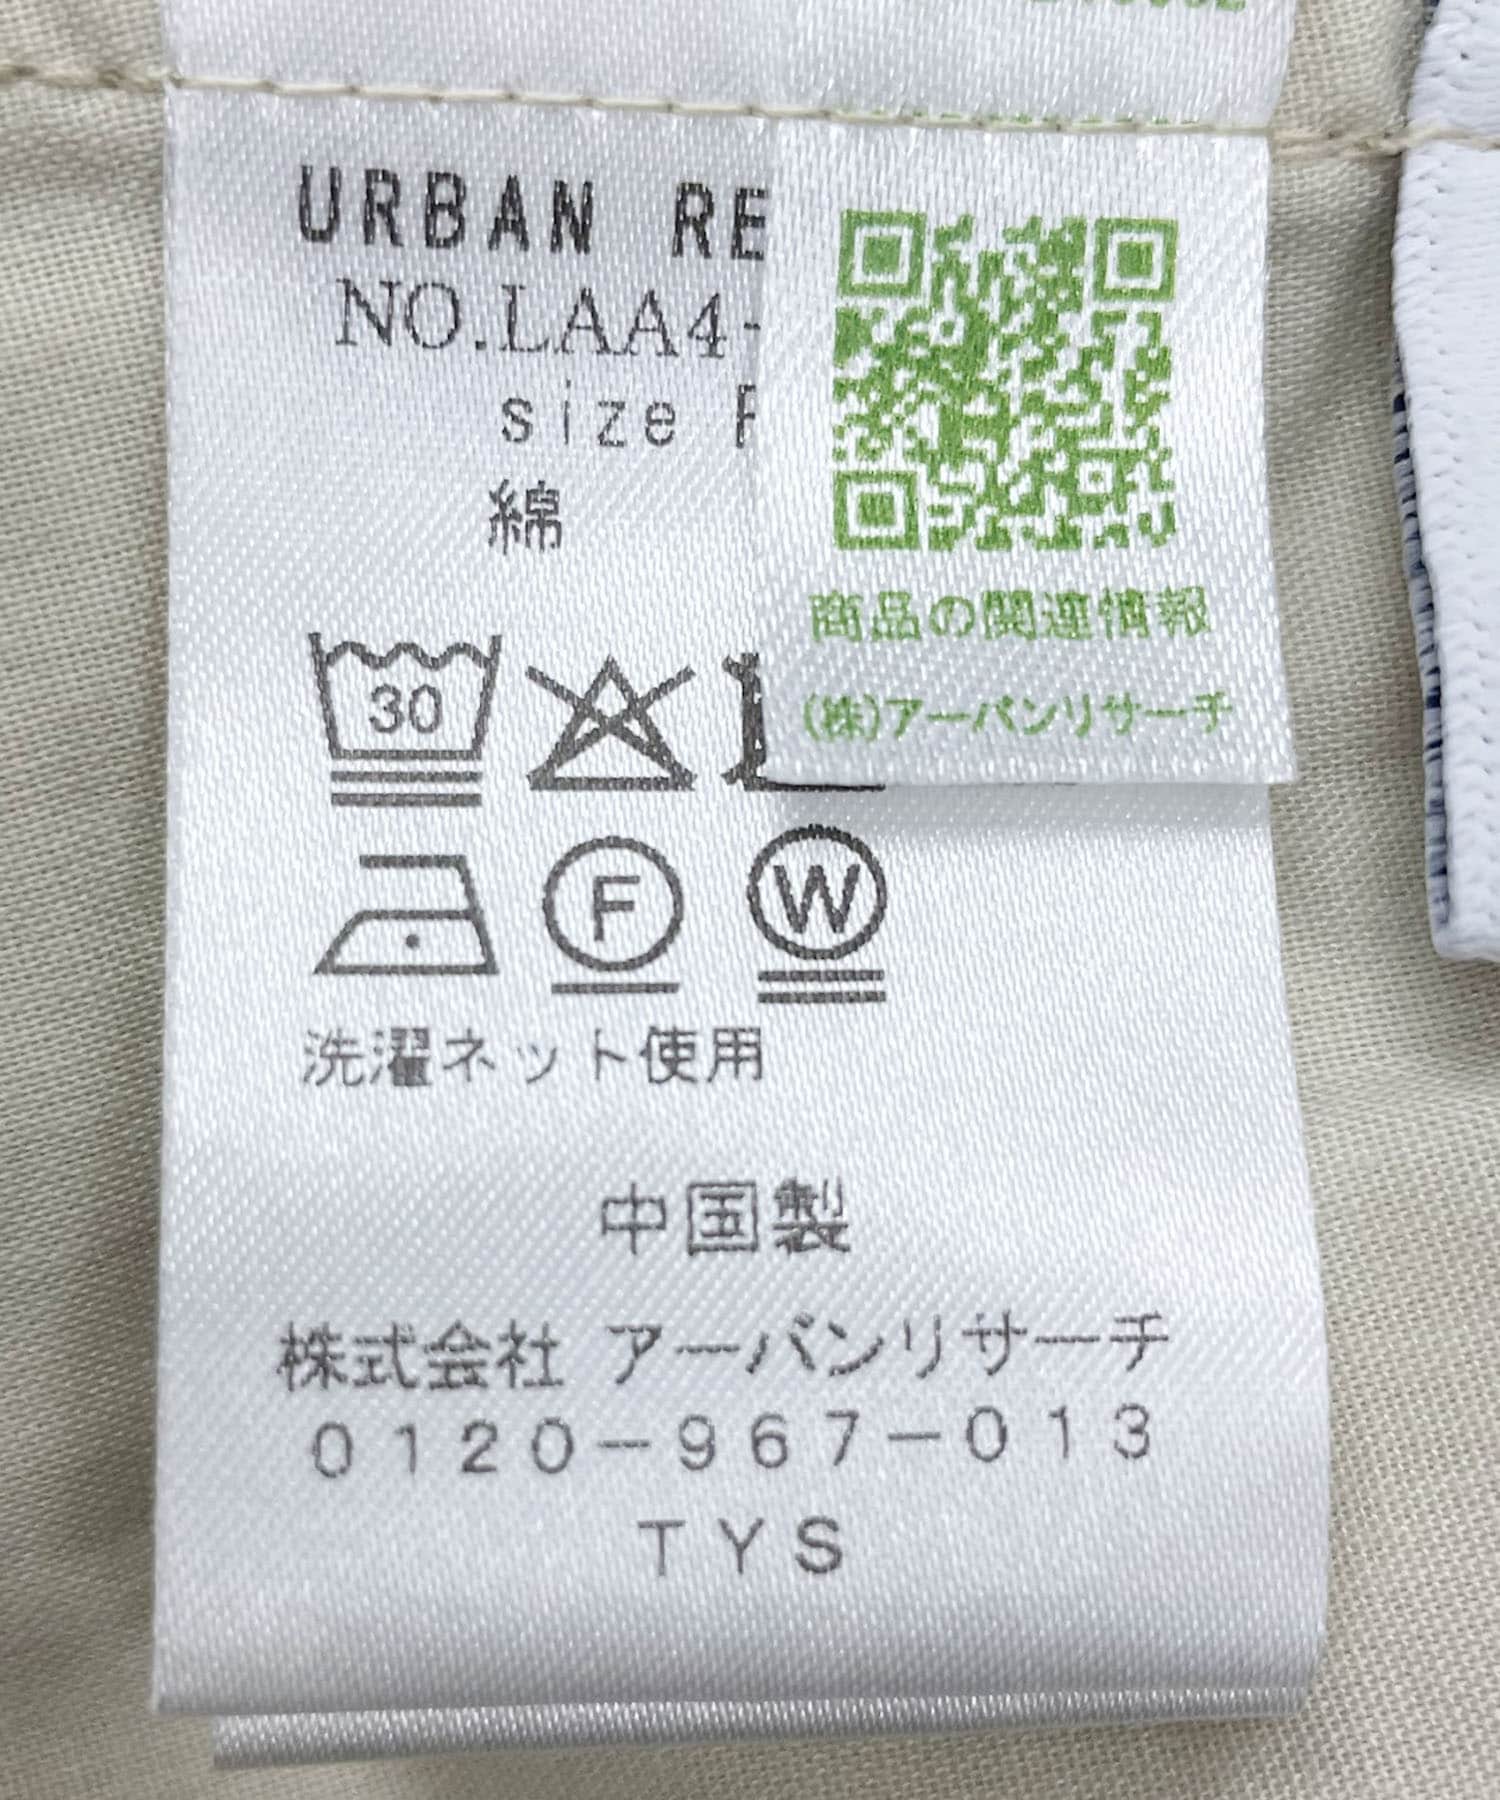 URBAN RE
NO.LAA4-
size F
綿
30
F
W
洗濯ネット使用
中国製
株式会社 アーバンリサーチ
0120-967-013
TYS
商品の関連情報
(株)アーバンリサーチ